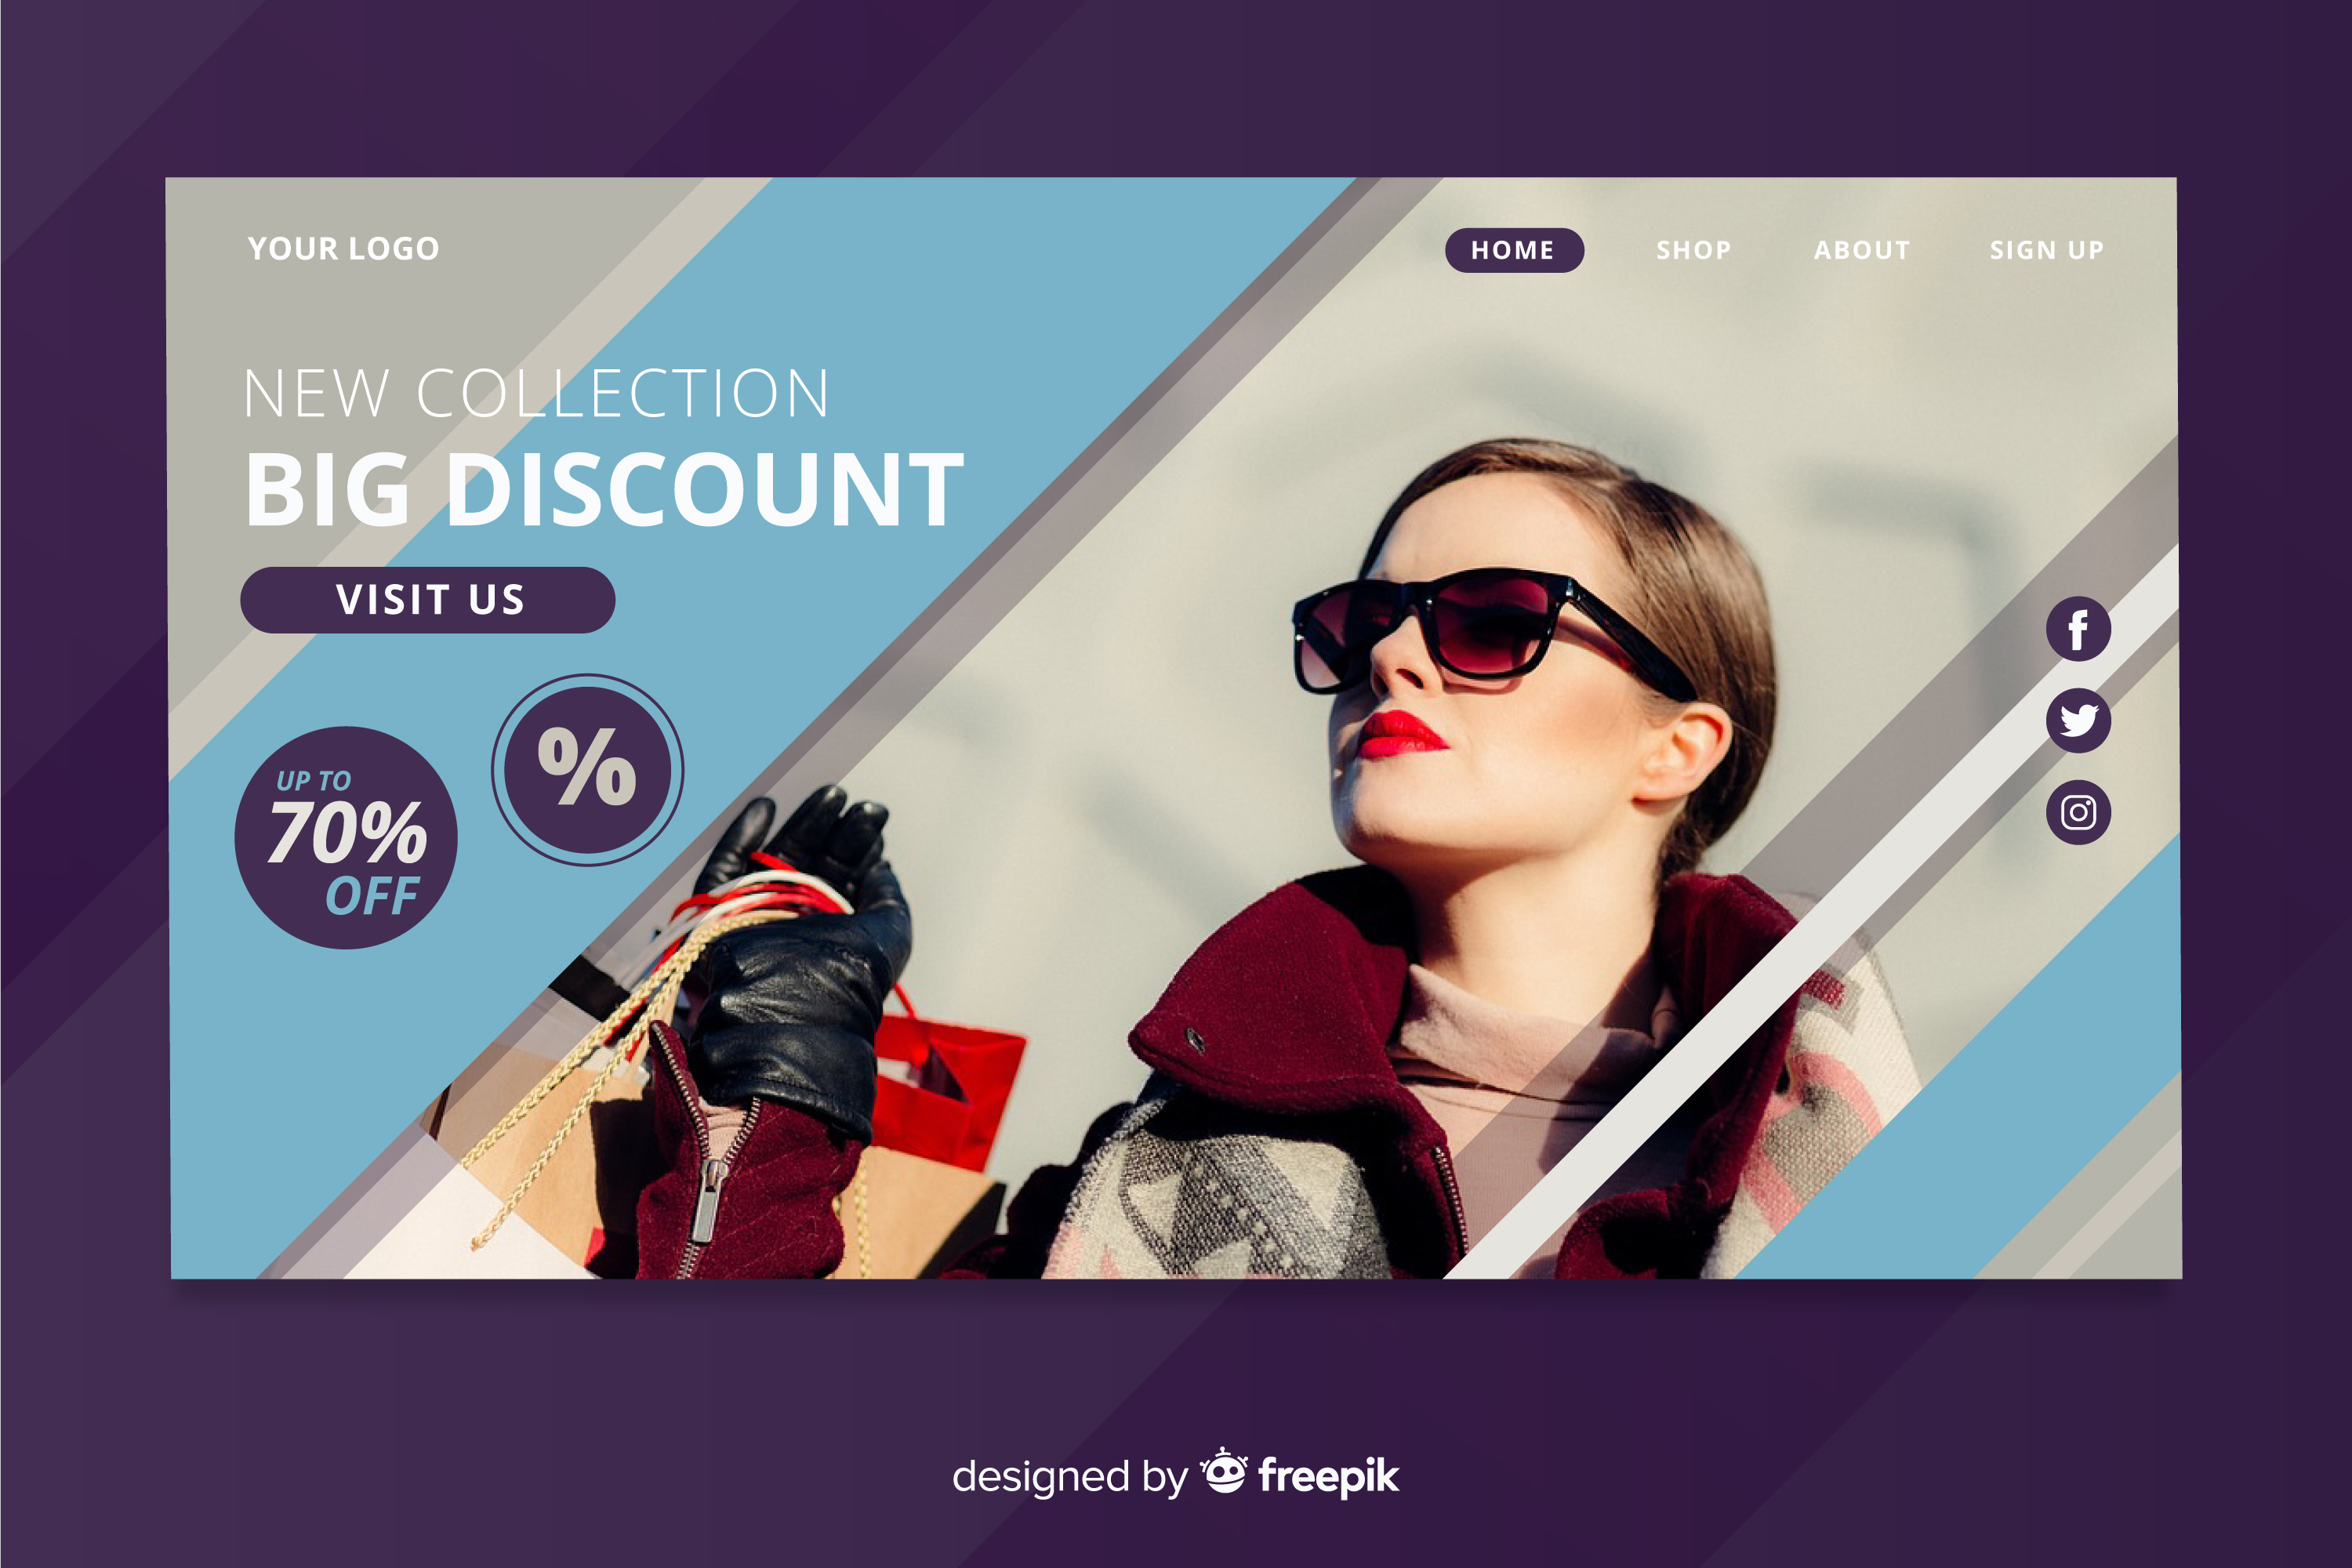 YOUR LOGO
HOME SHOP ABOUT SIGN UP
NEW COLLECTION
BIG DISCOUNT
VISIT US
UP TO
70%
OFF
%
designed by freepik